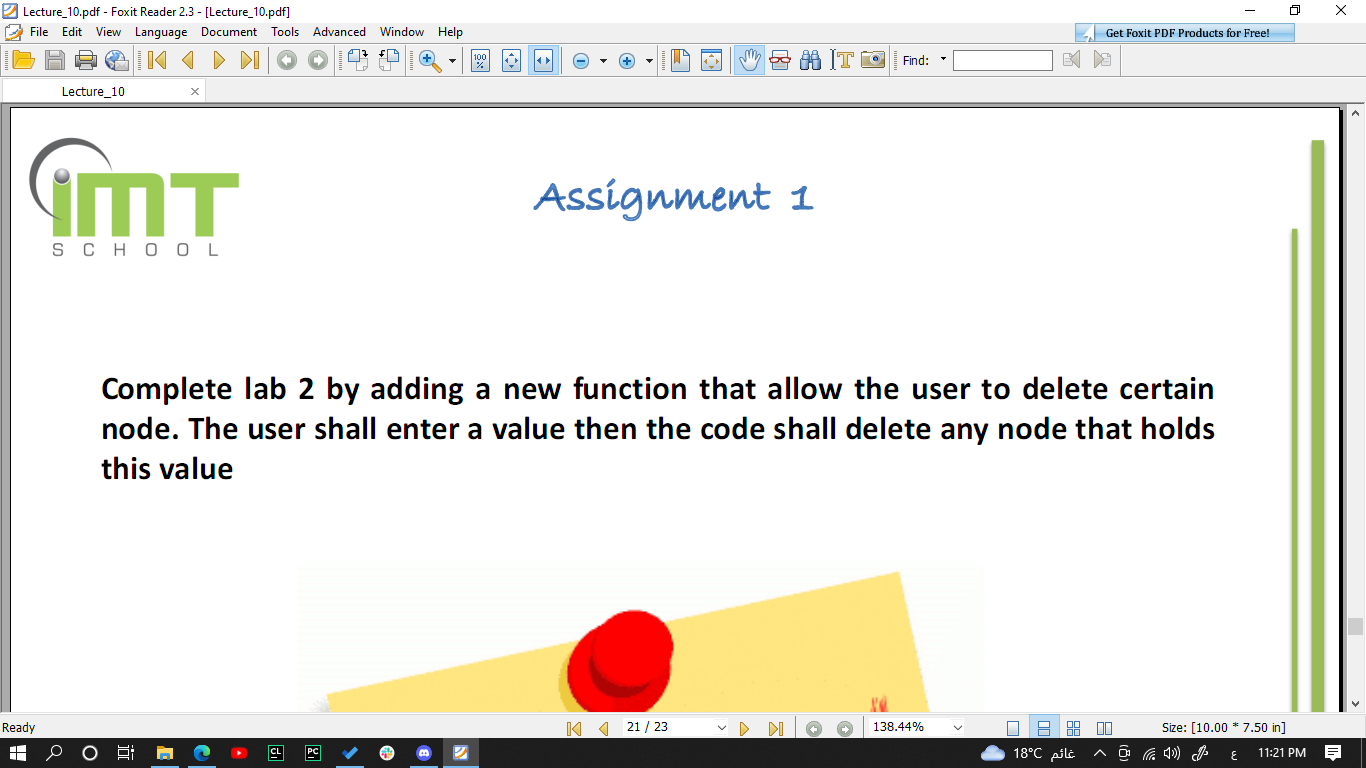 Lecture_10.pdf - Foxit Reader 2.3 - [Lecture_10.pdf]
File Edit View Language Document Tools Advanced Window Help
Get Foxit PDF Products for Free!
100 %
Find:
Lecture_10
iMT
SCHOOL
Assignment 1
Complete lab 2 by adding a new function that allow the user to delete certain
node. The user shall enter a value then the code shall delete any node that holds
this value
Ready
21 / 23
138.44%
Size: [10.00 * 7.50 in]
CL
PC
18°C غائم
ع
11:21 PM